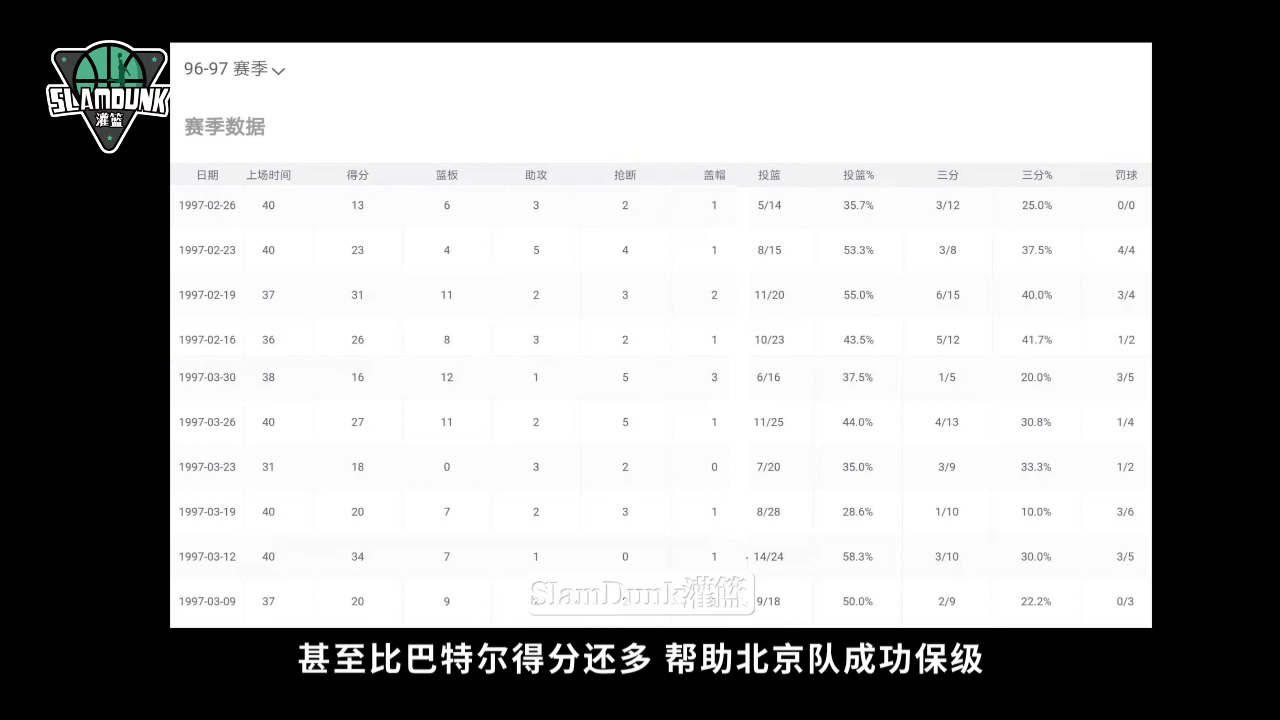 SLAMDUNK
灌篮
96-97 赛季
赛季数据
日期 上场时间 得分 篮板 助攻 抢断 盖帽 投篮 投篮% 三分 三分% 罚球
1997-02-26 40 13 6 3 2 1 5/14 35.7% 3/12 25.0% 0/0
1997-02-23 40 23 4 5 4 1 8/15 53.3% 3/8 37.5% 4/4
1997-02-19 37 31 11 2 3 2 11/20 55.0% 6/15 40.0% 3/4
1997-02-16 36 26 8 3 2 1 10/23 43.5% 5/12 41.7% 1/2
1997-03-30 38 16 12 1 5 3 6/16 37.5% 1/5 20.0% 3/5
1997-03-26 40 27 11 2 5 1 11/25 44.0% 4/13 30.8% 1/4
1997-03-23 31 18 0 3 2 0 7/20 35.0% 3/9 33.3% 1/2
1997-03-19 40 20 7 2 3 1 8/28 28.6% 1/10 10.0% 3/6
1997-03-12 40 34 7 1 0 1 14/24 58.3% 3/10 30.0% 3/5
1997-03-09 37 20 9 9/18 50.0% 2/9 22.2% 0/3
SlamDunk灌篮
甚至比巴特尔得分还多 帮助北京队成功保级